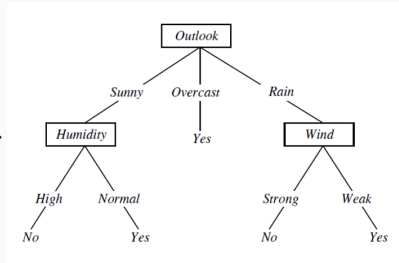 Outlook
Sunny Overcast Rain
Humidity Yes Wind
High Normal Strong Weak
No Yes No Yes